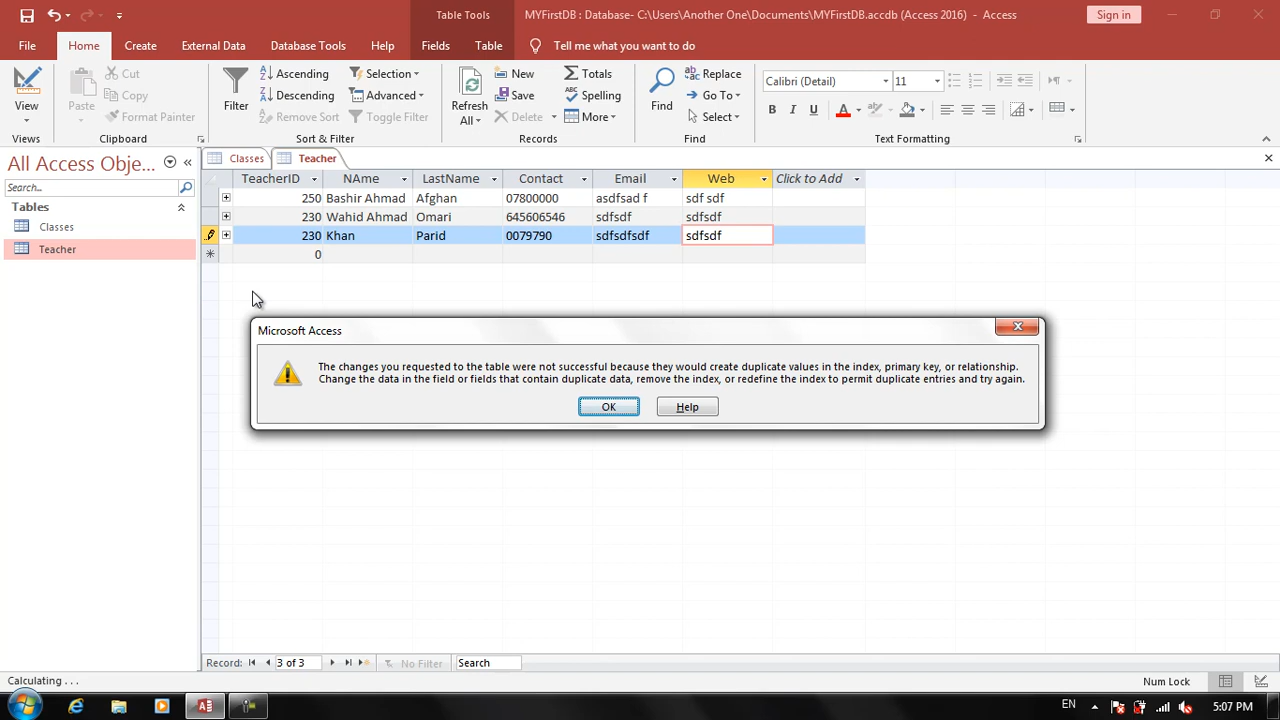 Table Tools
MYFirstDB : Database- C:\Users\Another One\Documents\MYFirstDB.accdb (Access 2016) - Access
Sign in
File Home Create External Data Database Tools Help Fields Table Tell me what you want to do
View
Views
Paste
Cut
Copy
Format Painter
Clipboard
Filter
Ascending
Descending
Remove Sort
Selection
Advanced
Toggle Filter
Sort & Filter
Refresh
All
New
Save
Delete
Totals
Spelling
More
Records
Find
Replace
Go To
Select
Find
Calibri (Detail) 11
B I U A
Text Formatting
All Access Obje...
Search...
Tables
Classes
Teacher
Classes Teacher
TeacherID NAme LastName Contact Email Web Click to Add
250 Bashir Ahmad Afghan 07800000 asdfsad f sdf sdf
230 Wahid Ahmad Omari 645606546 sdfsdf sdfsdf
230 Khan Parid 0079790 sdfsdfsdf sdfsdf
0
Microsoft Access
The changes you requested to the table were not successful because they would create duplicate values in the index, primary key, or relationship.
Change the data in the field or fields that contain duplicate data, remove the index, or redefine the index to permit duplicate entries and try again.
OK Help
Record: 3 of 3 No Filter Search
Calculating . . .
Num Lock
EN 5:07 PM